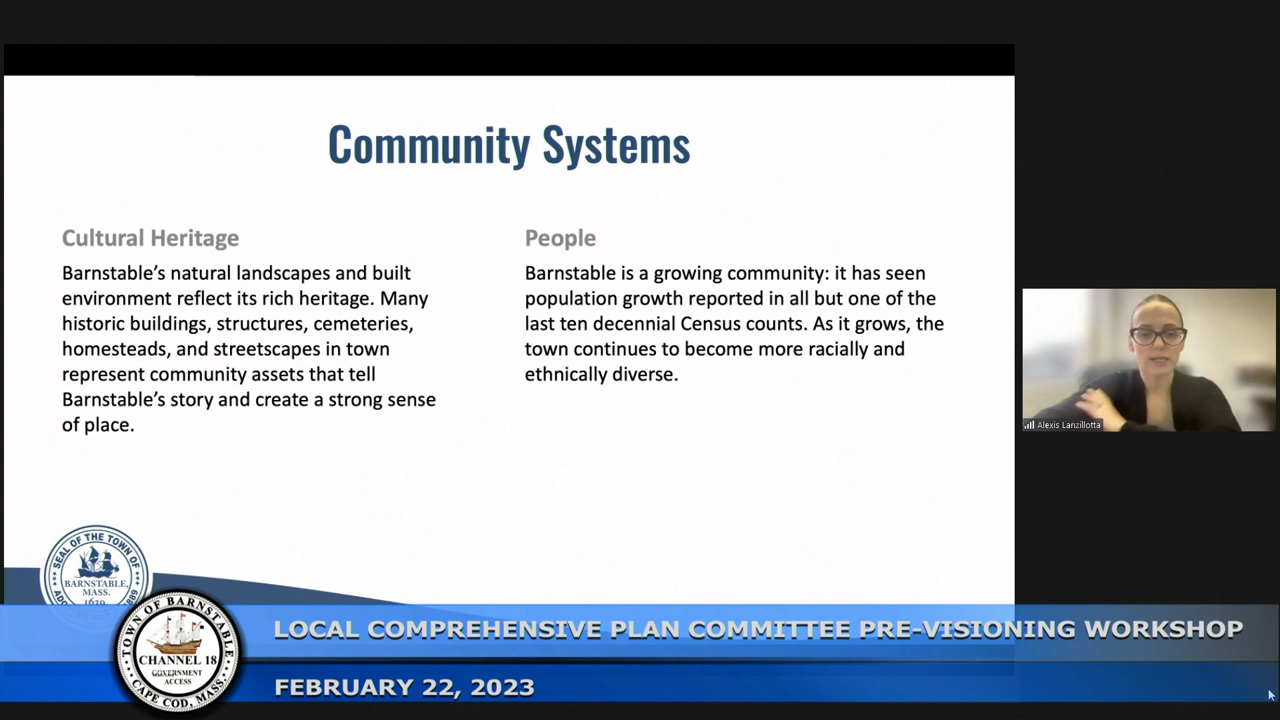 Community Systems
Cultural Heritage
Barnstable’s natural landscapes and built
environment reflect its rich heritage. Many
historic buildings, structures, cemeteries,
homesteads, and streetscapes in town
represent community assets that tell
Barnstable’s story and create a strong sense
of place.
People
Barnstable is a growing community: it has seen
population growth reported in all but one of the
last ten decennial Census counts. As it grows, the
town continues to become more racially and
ethnically diverse.
Alexis Lanzillotta
SEAL OF THE TOWN OF
BARNSTABLE,
MASS.
TOWN OF BARNSTABLE
CHANNEL 18
GOVERNMENT
ACCESS
CAPE COD, MASS.
LOCAL COMPREHENSIVE PLAN COMMITTEE PRE-VISIONING WORKSHOP
FEBRUARY 22, 2023